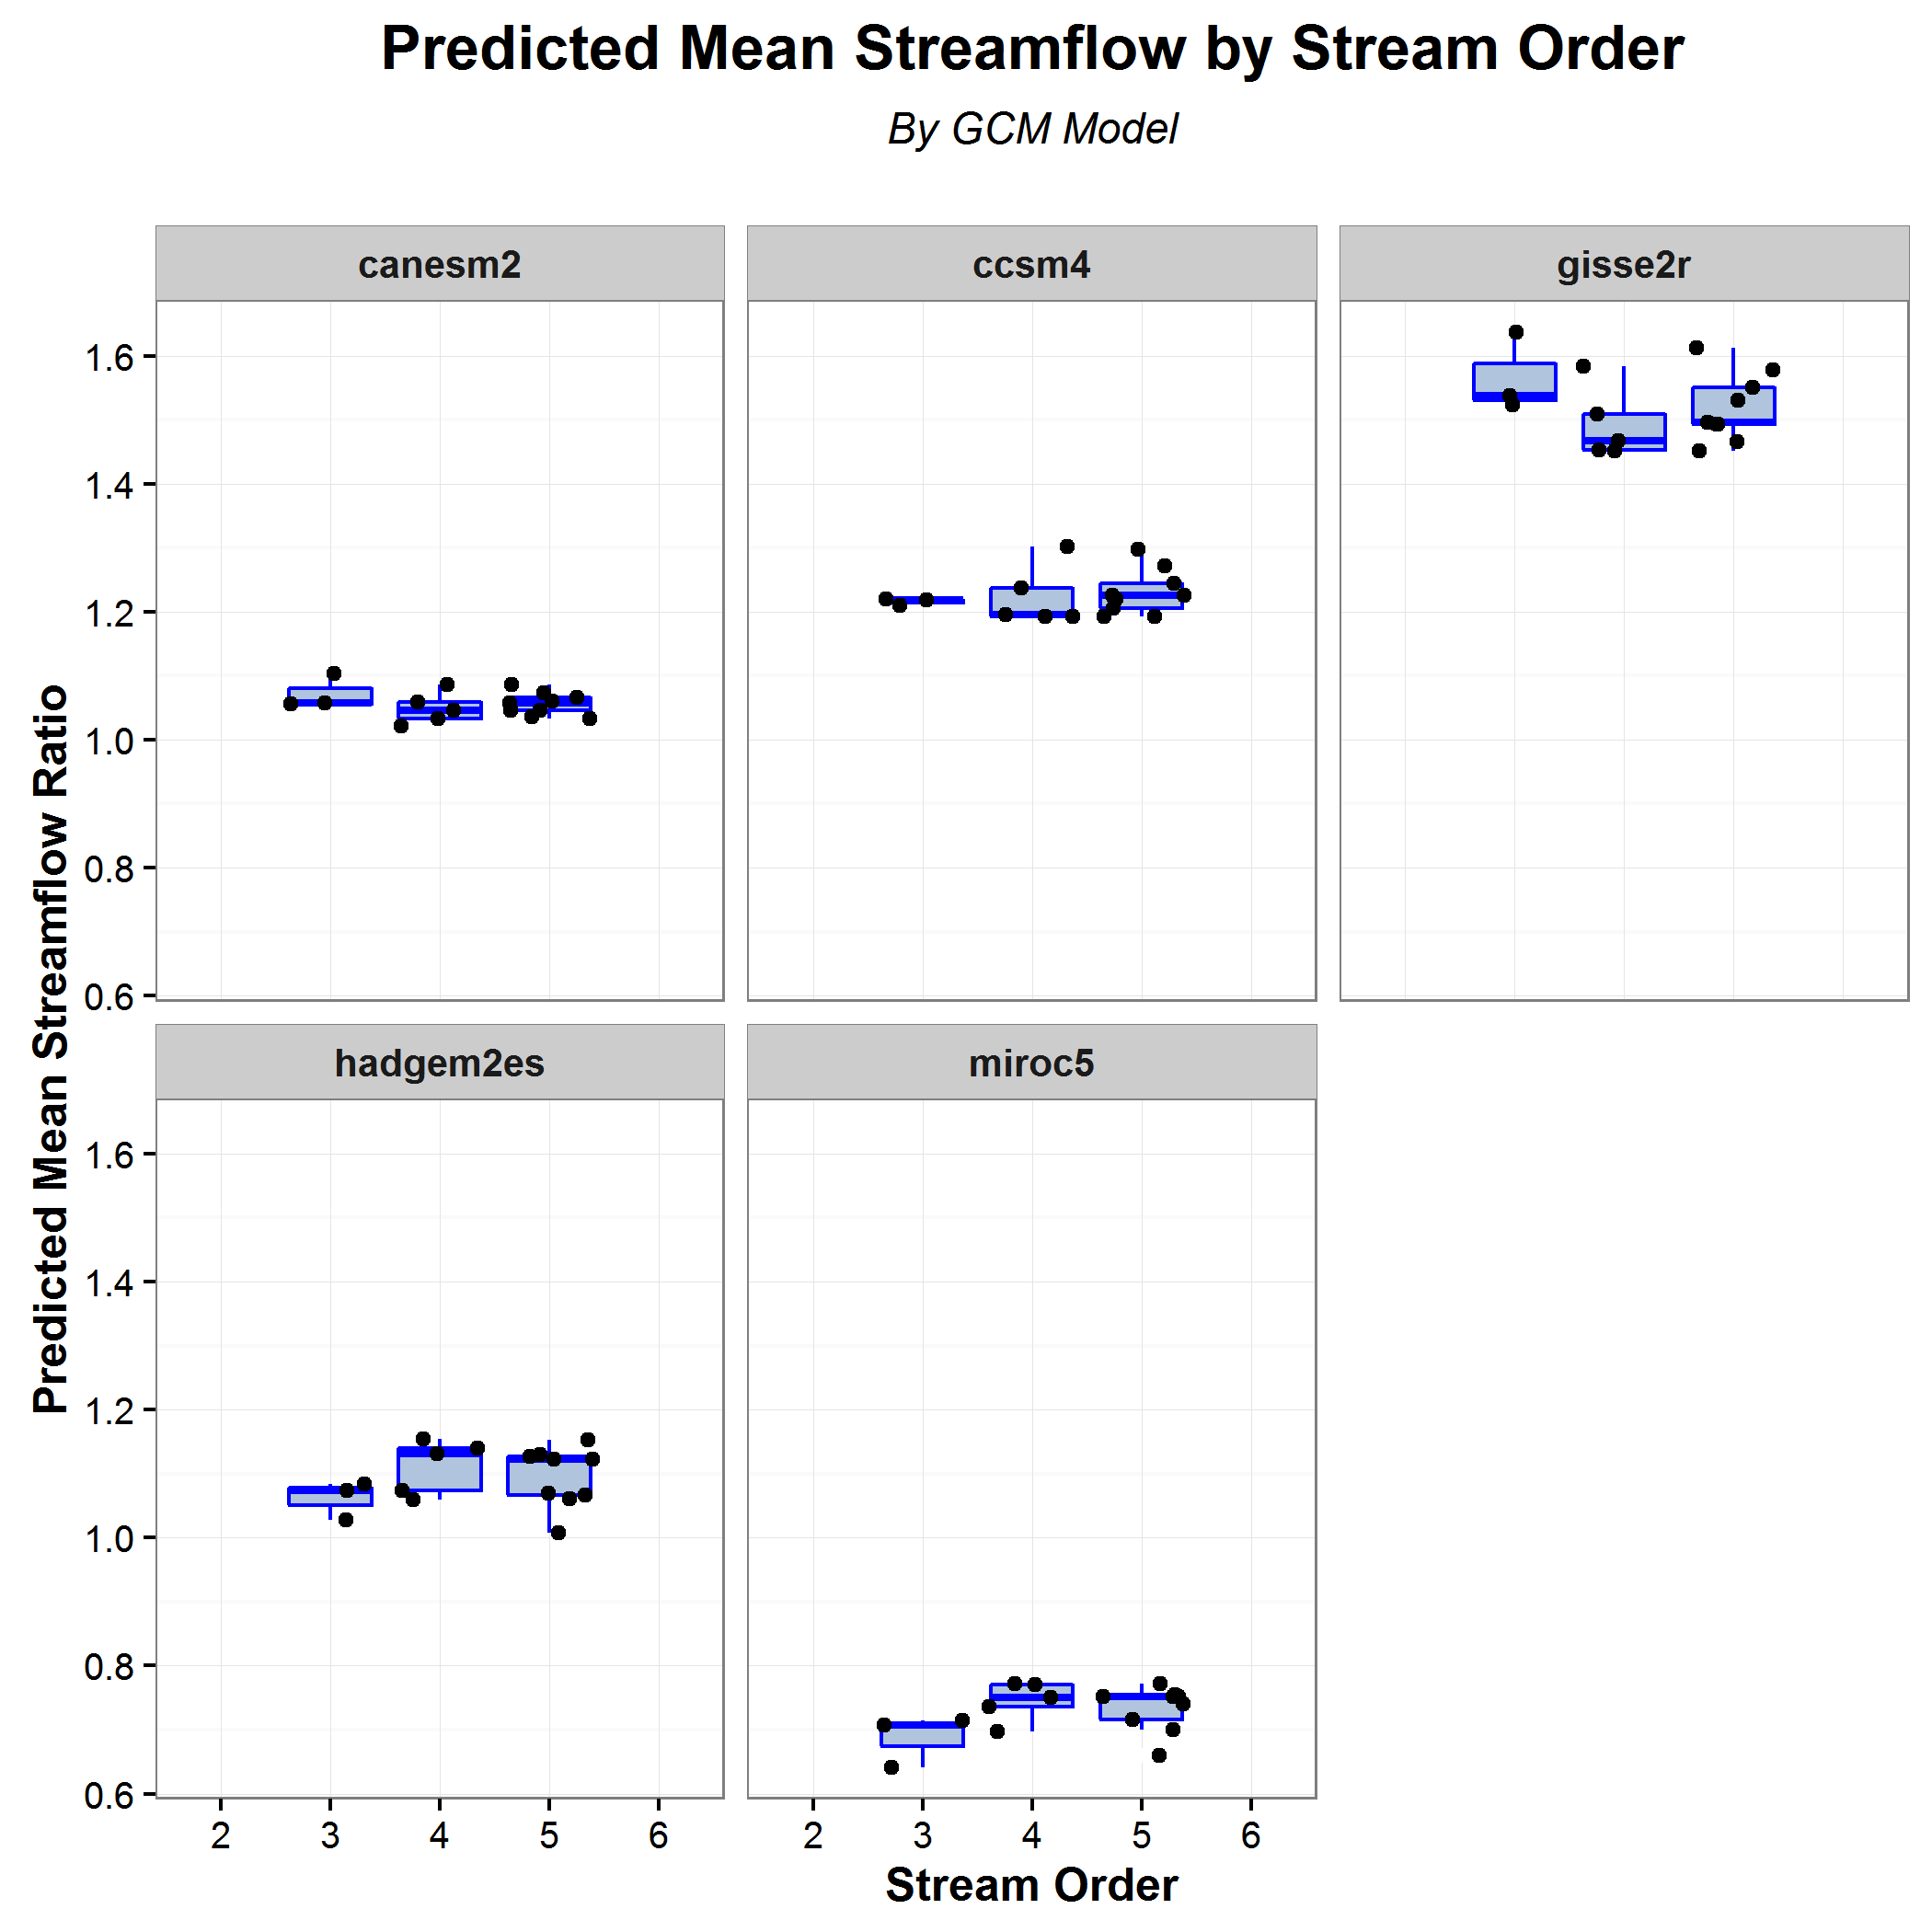 Predicted Mean Streamflow by Stream Order
By GCM Model
canesm2
ccsm4
gisse2r
1.6
1.4
1.2
1.0
0.8
0.6
hadgem2es
miroc5
1.6
1.4
1.2
1.0
0.8
0.6
2 3 4 5 6
2 3 4 5 6
Stream Order
Predicted Mean Streamflow Ratio